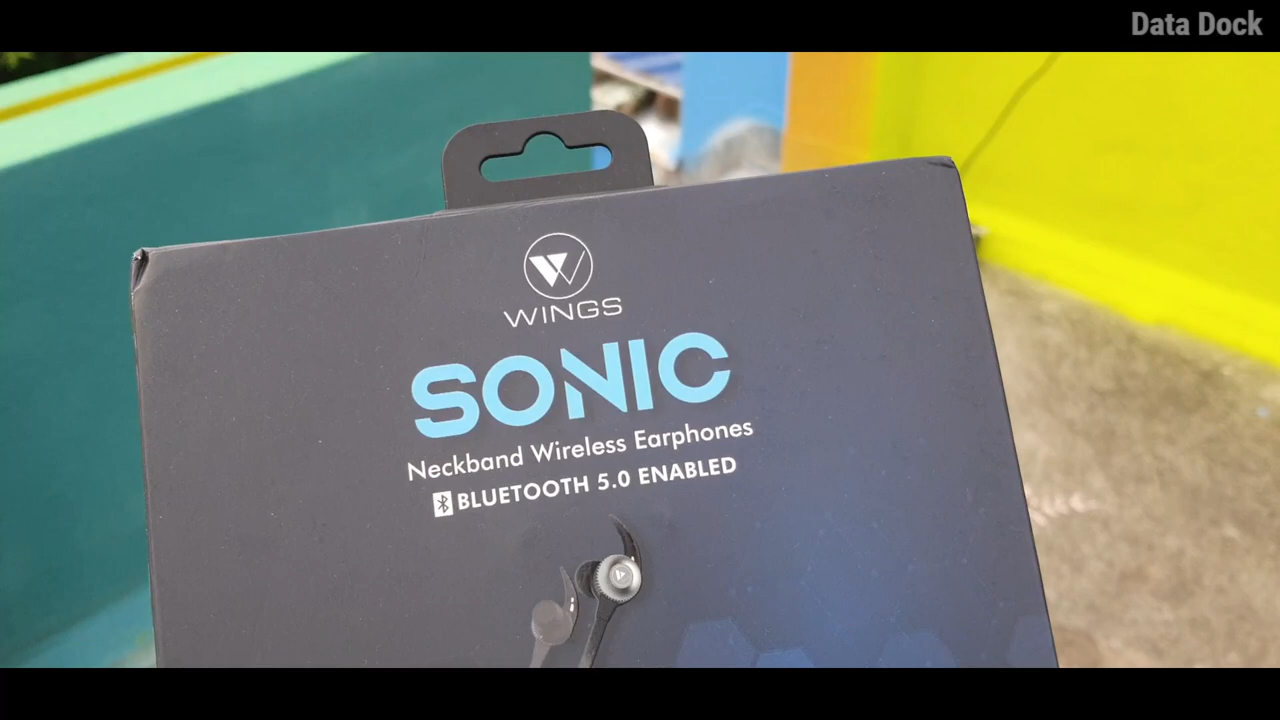 Data Dock
WINGS
SONIC
Neckband Wireless Earphones
BLUETOOTH 5.0 ENABLED